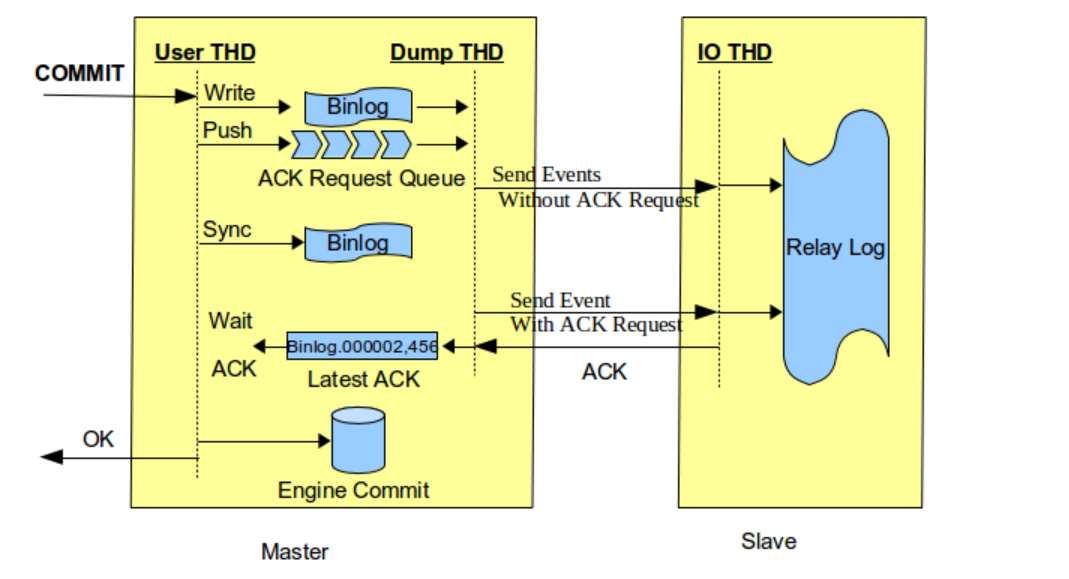 User THD
Dump THD
IO THD
COMMIT
Write
Binlog
Push
ACK Request Queue
Send Events
Without ACK Request
Sync
Binlog
Relay Log
Send Event
With ACK Request
Wait
ACK
Binlog.000002,456
Latest ACK
ACK
OK
Engine Commit
Master
Slave